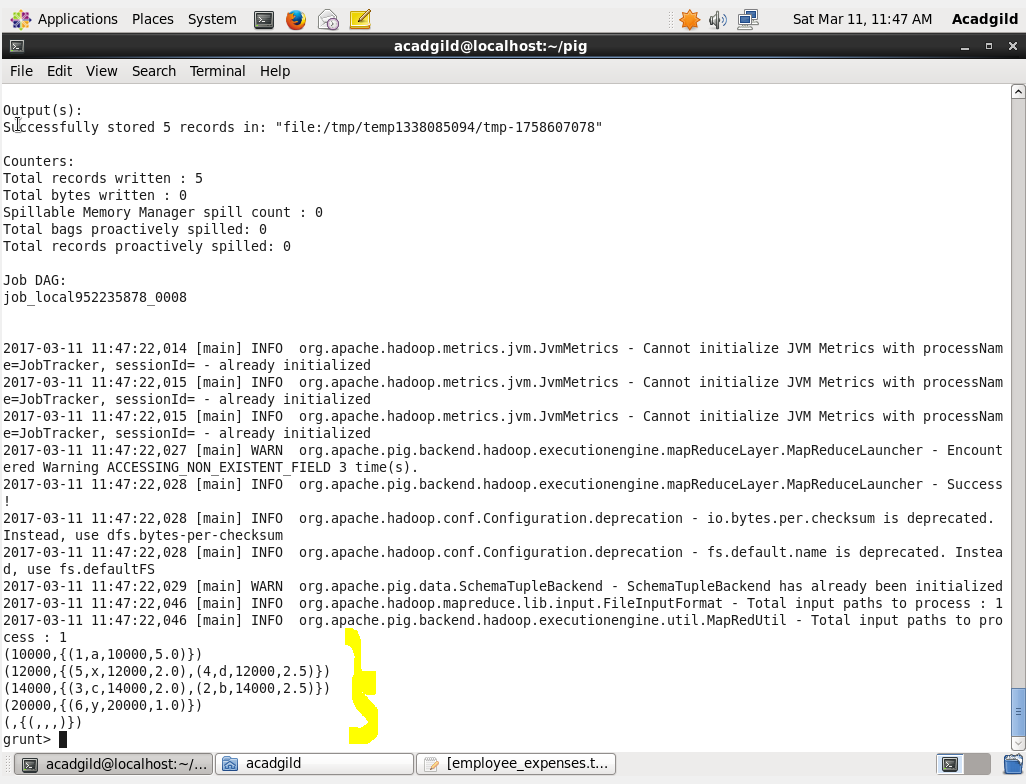 Applications Places System Sat Mar 11, 11:47 AM Acadgild
acadgild@localhost:~/pig
File Edit View Search Terminal Help
Output(s):
Successfully stored 5 records in: "file:/tmp/temp1338085094/tmp-1758607078"
Counters:
Total records written : 5
Total bytes written : 0
Spillable Memory Manager spill count : 0
Total bags proactively spilled: 0
Total records proactively spilled: 0
Job DAG:
job_local952235878_0008
2017-03-11 11:47:22,014 [main] INFO  org.apache.hadoop.metrics.jvm.JvmMetrics - Cannot initialize JVM Metrics with processNam
e=JobTracker, sessionId= - already initialized
2017-03-11 11:47:22,015 [main] INFO  org.apache.hadoop.metrics.jvm.JvmMetrics - Cannot initialize JVM Metrics with processNam
e=JobTracker, sessionId= - already initialized
2017-03-11 11:47:22,015 [main] INFO  org.apache.hadoop.metrics.jvm.JvmMetrics - Cannot initialize JVM Metrics with processNam
e=JobTracker, sessionId= - already initialized
2017-03-11 11:47:22,027 [main] WARN  org.apache.pig.backend.hadoop.executionengine.mapReduceLayer.MapReduceLauncher - Encount
ered Warning ACCESSING_NON_EXISTENT_FIELD 3 time(s).
2017-03-11 11:47:22,028 [main] INFO  org.apache.pig.backend.hadoop.executionengine.mapReduceLayer.MapReduceLauncher - Success
!
2017-03-11 11:47:22,028 [main] INFO  org.apache.hadoop.conf.Configuration.deprecation - io.bytes.per.checksum is deprecated.
Instead, use dfs.bytes-per-checksum
2017-03-11 11:47:22,028 [main] INFO  org.apache.hadoop.conf.Configuration.deprecation - fs.default.name is deprecated. Instea
d, use fs.defaultFS
2017-03-11 11:47:22,029 [main] WARN  org.apache.pig.data.SchemaTupleBackend - SchemaTupleBackend has already been initialized
2017-03-11 11:47:22,046 [main] INFO  org.apache.hadoop.mapreduce.lib.input.FileInputFormat - Total input paths to process : 1
2017-03-11 11:47:22,046 [main] INFO  org.apache.pig.backend.hadoop.executionengine.util.MapRedUtil - Total input paths to pro
cess : 1
(10000,{(1,a,10000,5.0)})
(12000,{(5,x,12000,2.0),(4,d,12000,2.5)})
(14000,{(3,c,14000,2.0),(2,b,14000,2.5)})
(20000,{(6,y,20000,1.0)})
(,{(,,,)})
grunt>
acadgild@localhost:~/... acadgild [employee_expenses.t...